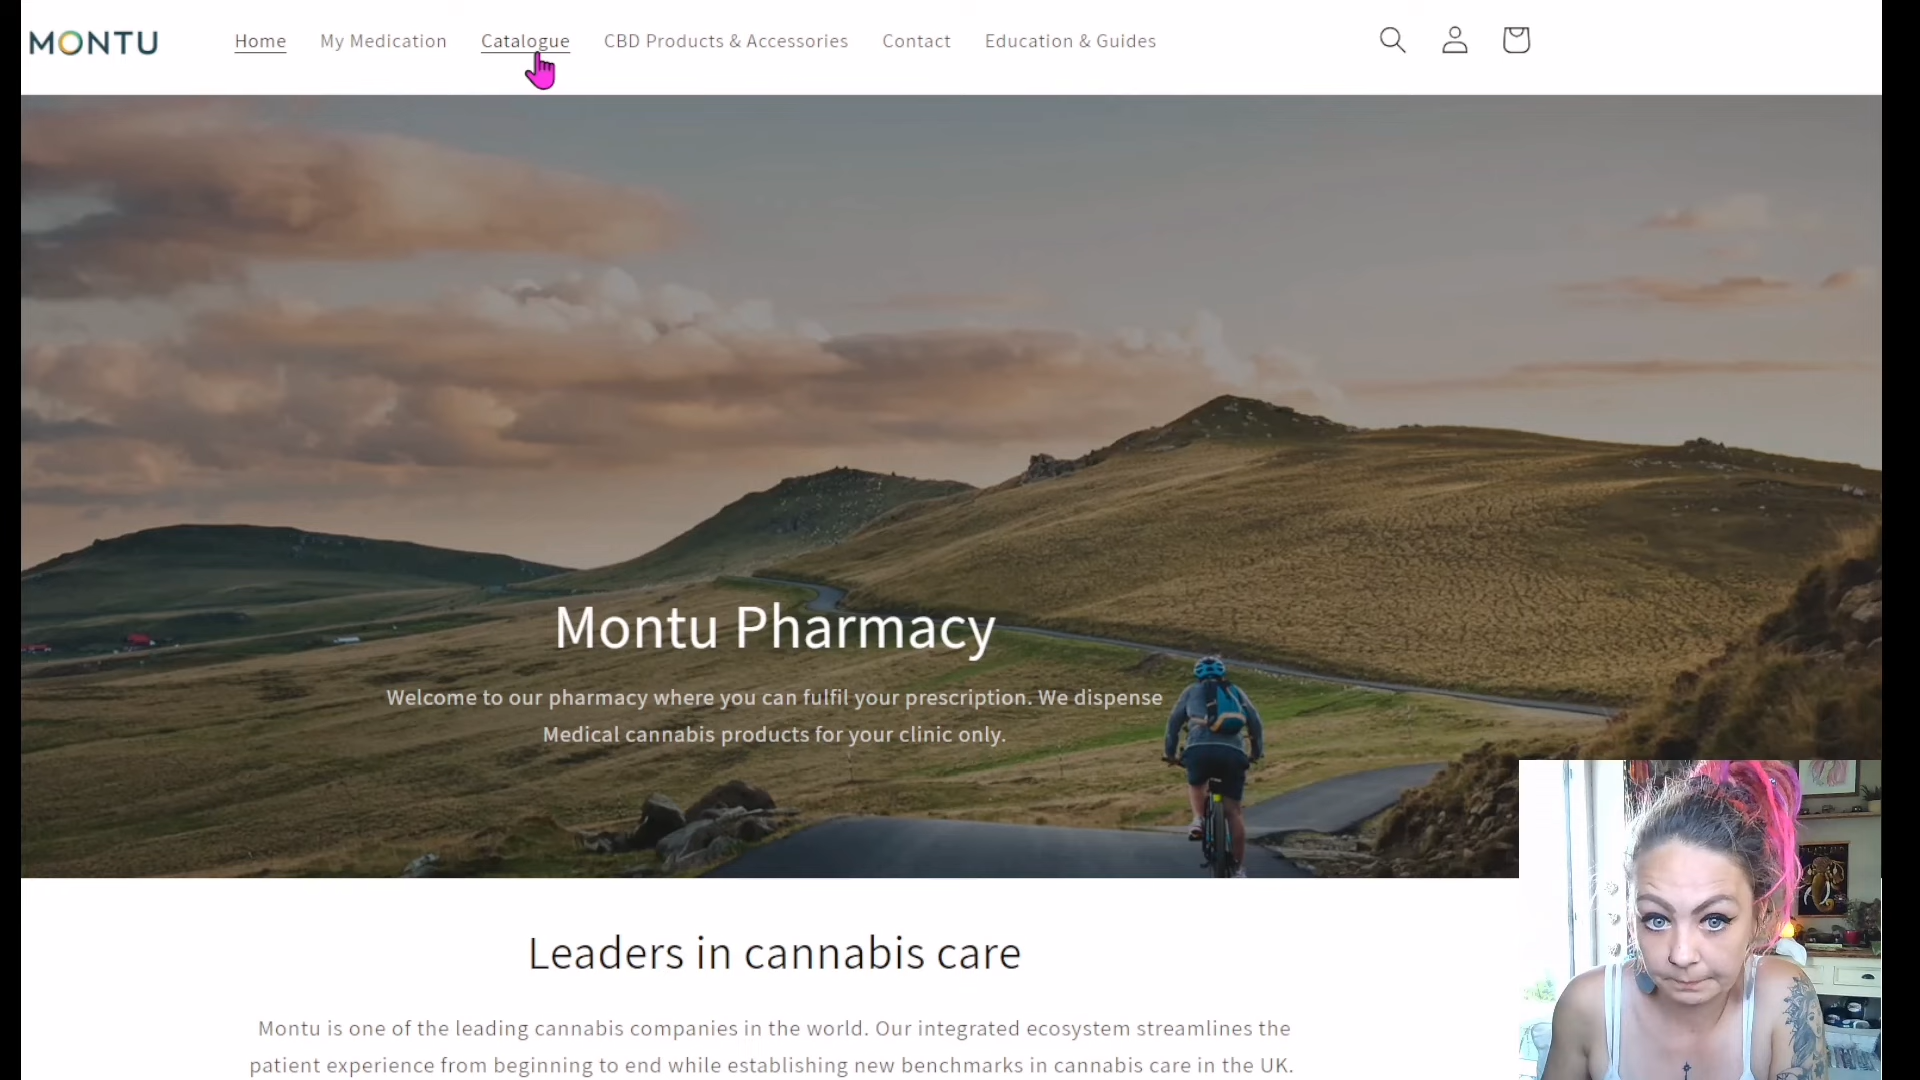 MONTU
Home
My Medication
Catalogue
CBD Products & Accessories
Contact
Education & Guides
Montu Pharmacy
Welcome to our pharmacy where you can fulfil your prescription. We dispense
Medical cannabis products for your clinic only.
Leaders in cannabis care
Montu is one of the leading cannabis companies in the world. Our integrated ecosystem streamlines the
patient experience from beginning to end while establishing new benchmarks in cannabis care in the UK.